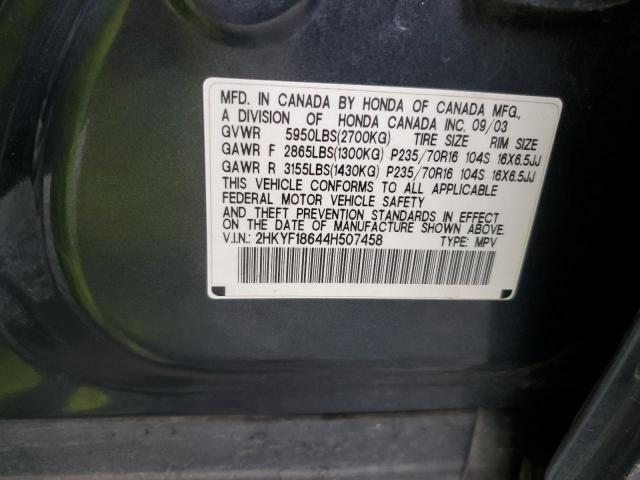 MFD. IN CANADA BY HONDA OF CANADA MFG.,
A DIVISION OF HONDA CANADA INC. 09/03
GVWR 5950LBS(2700KG) TIRE SIZE RIM SIZE
GAWR F 2865LBS(1300KG) P235/70R16 104S 16X6.5JJ
GAWR R 3155LBS(1430KG) P235/70R16 104S 16X6.5JJ
THIS VEHICLE CONFORMS TO ALL APPLICABLE
FEDERAL MOTOR VEHICLE SAFETY
AND THEFT PREVENTION STANDARDS IN EFFECT
ON THE DATE OF MANUFACTURE SHOWN ABOVE.
V.I.N.: 2HKYF18644H507458 TYPE: MPV